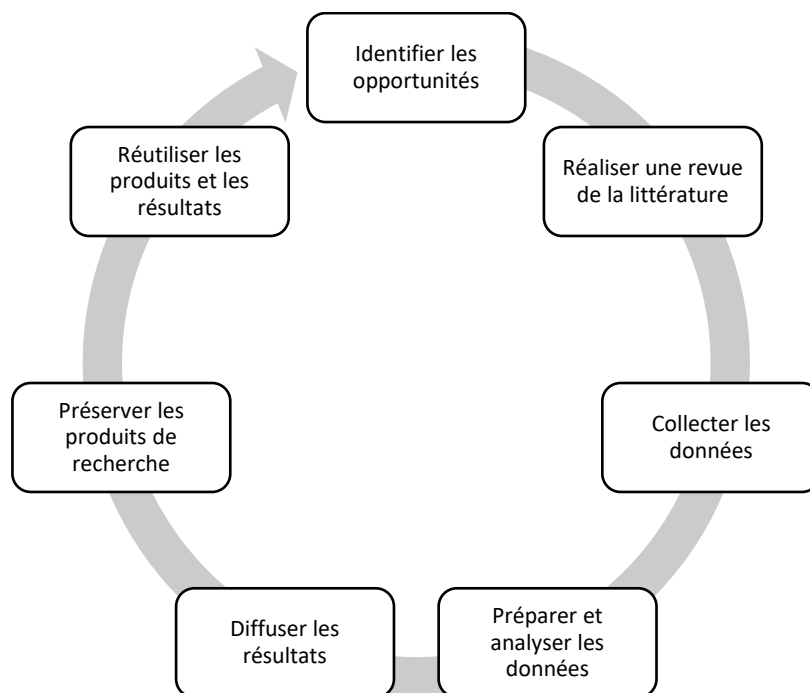 Identifier les
opportunités
Réaliser une revue
de la littérature
Collecter les
données
Préparer et
analyser les
données
Diffuser les
résultats
Préserver les
produits de
recherche
Réutiliser les
produits et les
résultats